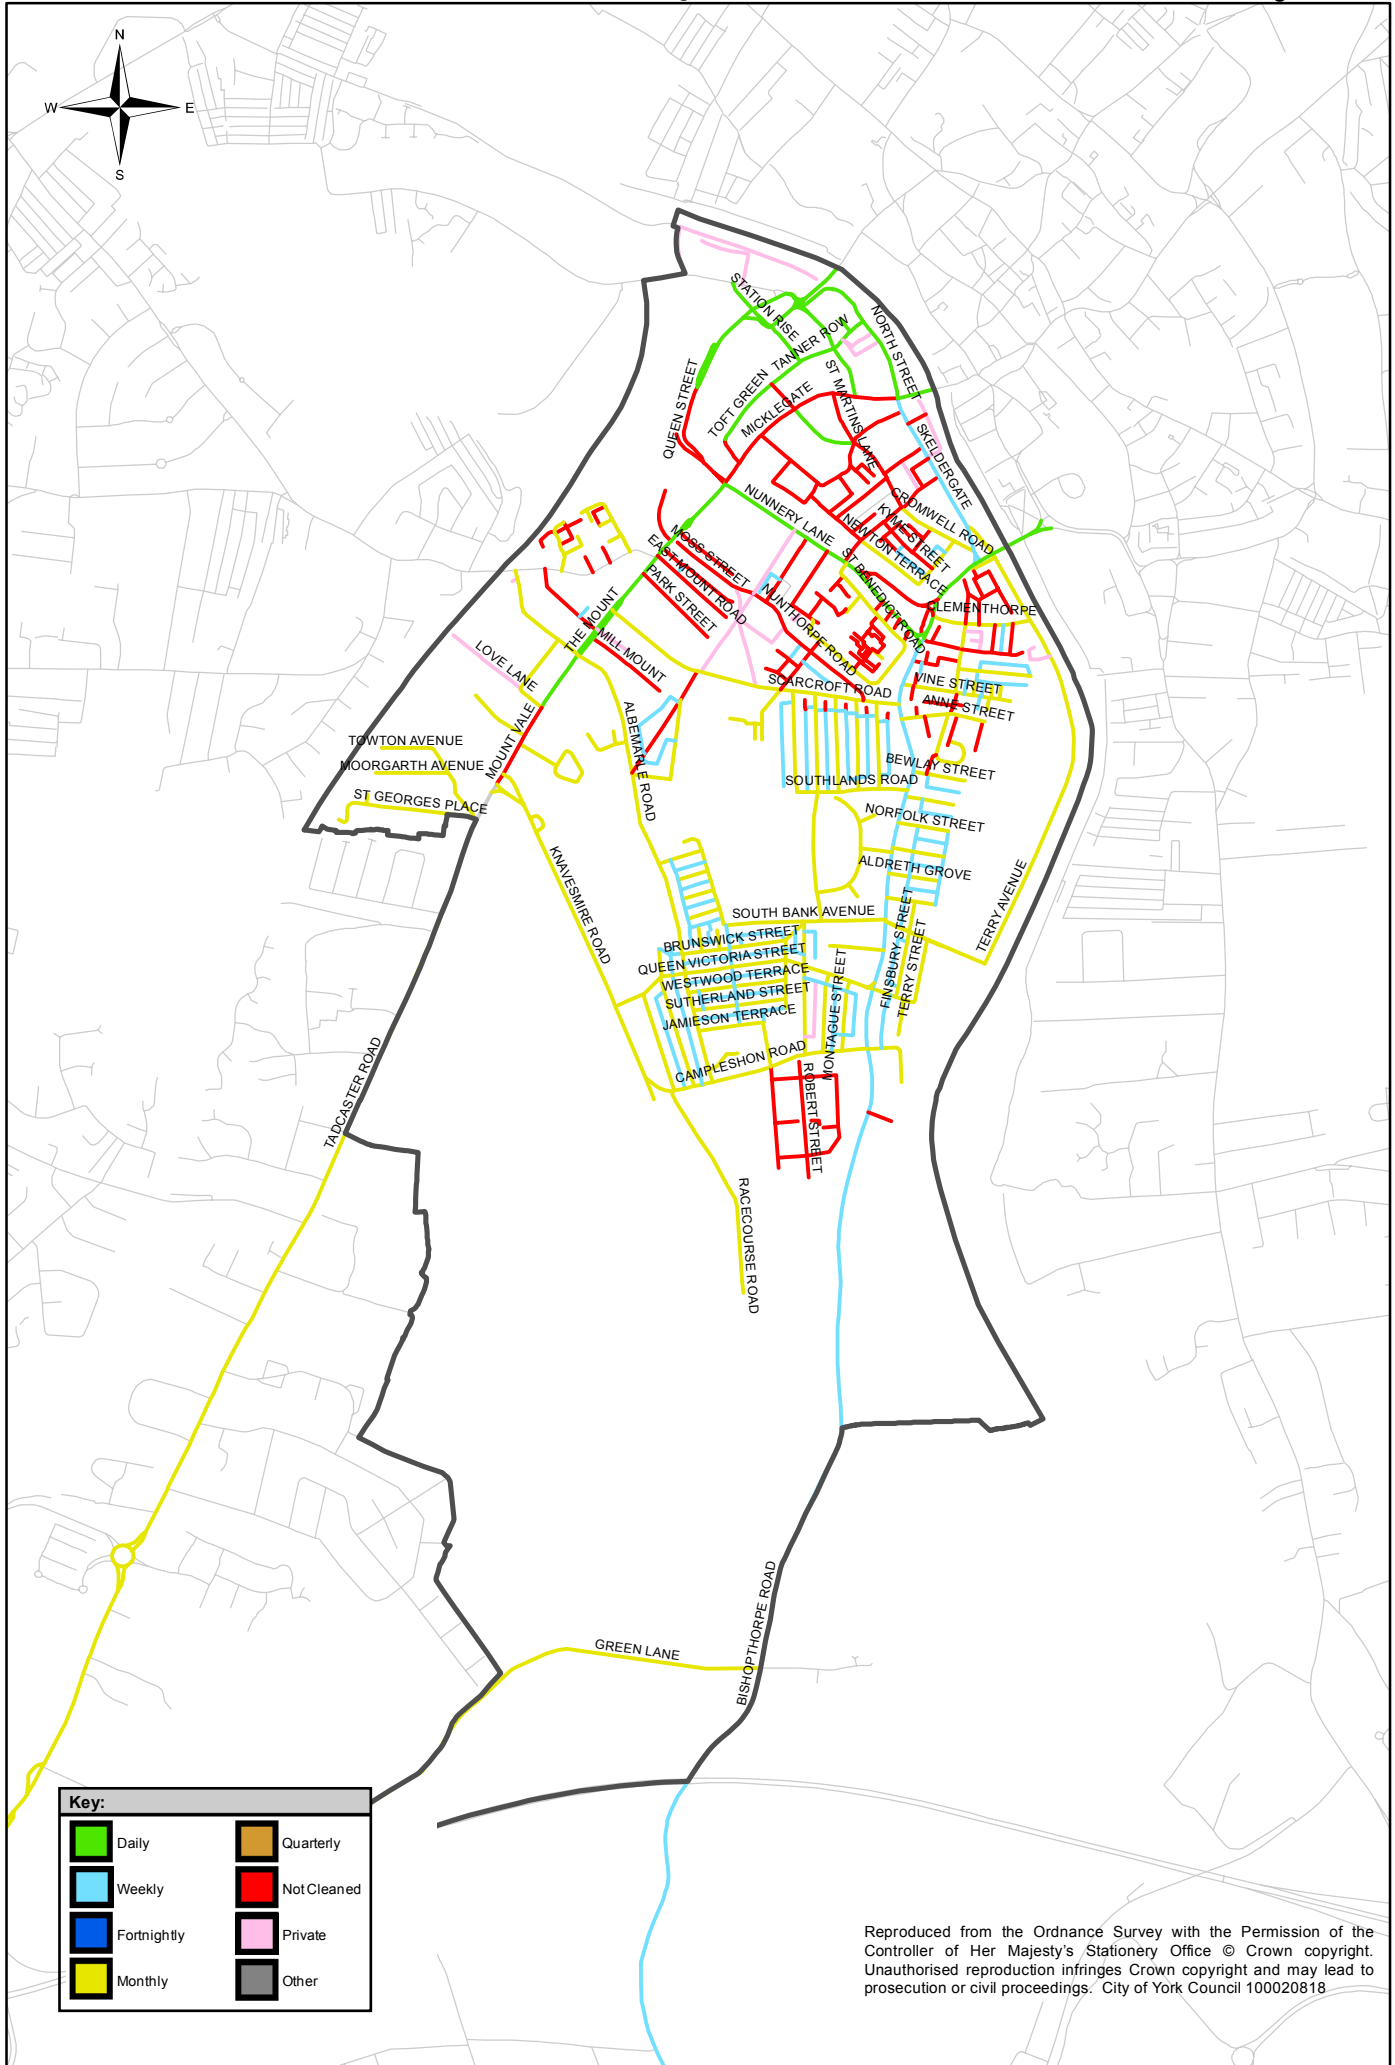 N
W
E
S
STATION RISE
NORTH STREET
TANNER ROW
QUEEN STREET
TOFT GREEN
MICKLEGATE
ST MARTINS LANE
SKELDERGATE
NUNNERY LANE
CROMWELL ROAD
KYME STREET
NEWTON TERRACE
MOSS STREET
EAST MOUNT ROAD
PARK STREET
ST BENEDICT ROAD
CLEMENTHORPE
NUNTHORPE ROAD
THE MOUNT
MILL MOUNT
LOVE LANE
SCARCROFT ROAD
VINE STREET
ANNE STREET
ALBEMARLE ROAD
MOUNT VALE
TOWTON AVENUE
MOORGARTH AVENUE
ST GEORGES PLACE
BEWLAY STREET
SOUTHLANDS ROAD
NORFOLK STREET
ALDRETH GROVE
KNAVESMIRE ROAD
TERRY AVENUE
SOUTH BANK AVENUE
BRUNSWICK STREET
QUEEN VICTORIA STREET
WESTWOOD TERRACE
SUTHERLAND STREET
JAMIESON TERRACE
FINSBURY STREET
TERRY STREET
MONTAGUE STREET
CAMPLESHON ROAD
ROBERT STREET
TADCASTER ROAD
RACECOURSE ROAD
BISHOPTHORPE ROAD
GREEN LANE
Key:
Daily
Quarterly
Weekly
Not Cleaned
Fortnightly
Private
Monthly
Other
Reproduced from the Ordnance Survey with the Permission of the
Controller of Her Majesty's Stationery Office © Crown copyright.
Unauthorised reproduction infringes Crown copyright and may lead to
prosecution or civil proceedings. City of York Council 100020818